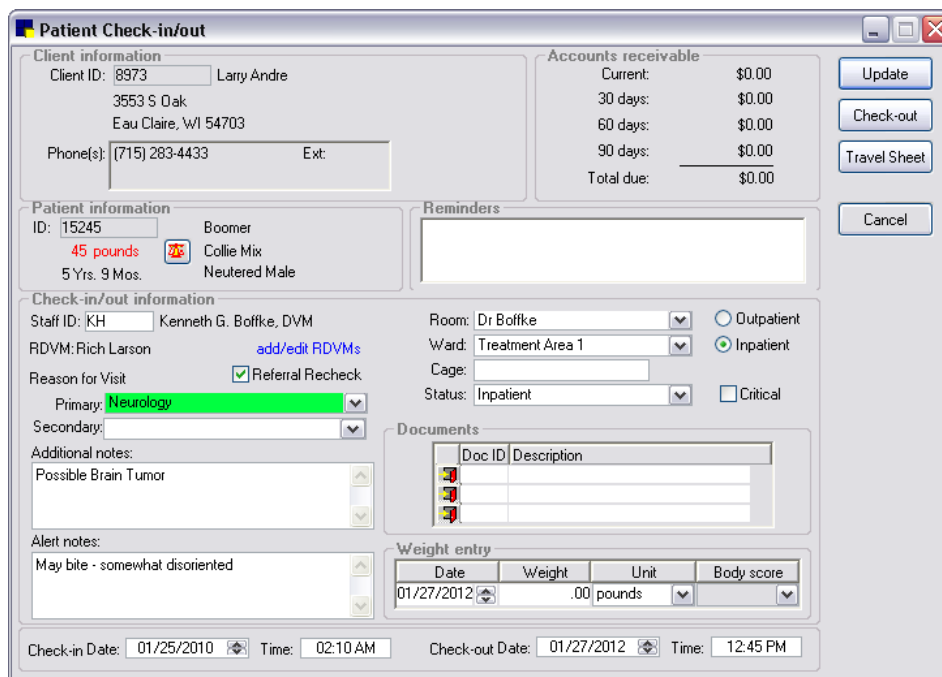 Patient Check-in/out
Client information
Client ID: 8973 Larry Andre
3553 S Oak
Eau Claire, WI 54703
Phone(s): (715) 283-4433 Ext:
Accounts receivable
Current: $0.00
30 days: $0.00
60 days: $0.00
90 days: $0.00
Total due: $0.00
Update
Check-out
Travel Sheet
Cancel
Patient information
ID: 15245 Boomer
45 pounds Collie Mix
5 Yrs. 9 Mos. Neutered Male
Reminders
Check-in/out information
Staff ID: KH Kenneth G. Boffke, DVM
RDVM: Rich Larson add/edit RDVMs
Reason for Visit Referral Recheck
Primary: Neurology
Secondary:
Additional notes:
Possible Brain Tumor
Alert notes:
May bite - somewhat disoriented
Room: Dr Boffke Outpatient
Ward: Treatment Area 1 Inpatient
Cage:
Status: Inpatient Critical
Documents
Doc ID Description
Weight entry
Date Weight Unit Body score
01/27/2012 .00 pounds
Check-in Date: 01/25/2010 Time: 02:10 AM Check-out Date: 01/27/2012 Time: 12:45 PM